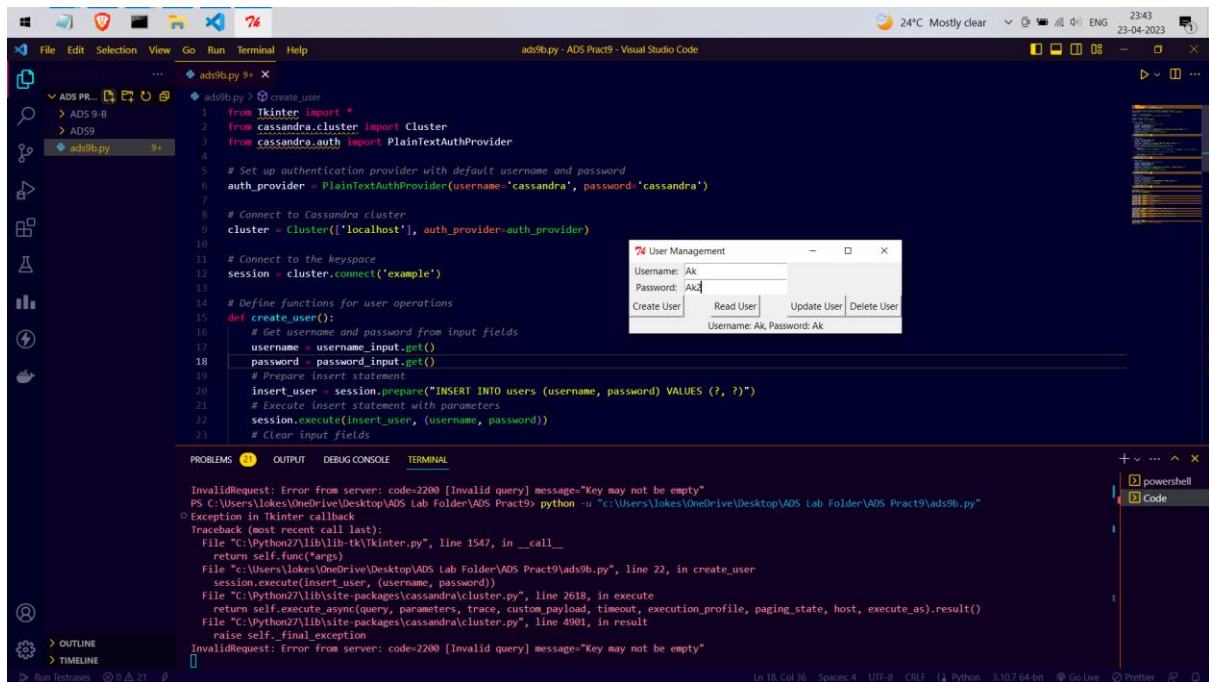 24°C Mostly clear
ENG
23:43
23-04-2023
File Edit Selection View Go Run Terminal Help
ads9b.py - ADS Pract9 - Visual Studio Code
ads9b.py 9+
ADS PR...
ads9b.py > create_user
ADS 9-B
ADS9
ads9b.py 9+
1 from Tkinter import *
2 from cassandra.cluster import Cluster
3 from cassandra.auth import PlainTextAuthProvider
4
5 # Set up authentication provider with default username and password
6 auth_provider = PlainTextAuthProvider(username='cassandra', password='cassandra')
7
8 # Connect to Cassandra cluster
9 cluster = Cluster(['localhost'], auth_provider=auth_provider)
10
11 # Connect to the keyspace
12 session = cluster.connect('example')
13
14 # Define functions for user operations
15 def create_user():
16 # Get username and password from input fields
17 username = username_input.get()
18 password = password_input.get()
19 # Prepare insert statement
20 insert_user = session.prepare("INSERT INTO users (username, password) VALUES (?, ?)")
21 # Execute insert statement with parameters
22 session.execute(insert_user, (username, password))
23 # Clear input fields
User Management
Username: Ak
Password: Ak2
Create User Read User Update User Delete User
Username: Ak, Password: Ak
PROBLEMS 21 OUTPUT DEBUG CONSOLE TERMINAL
powershell
Code
InvalidRequest: Error from server: code=2200 [Invalid query] message="Key may not be empty"
PS C:\Users\lokes\OneDrive\Desktop\ADS Lab Folder\ADS Pract9> python -u "c:\Users\lokes\OneDrive\Desktop\ADS Lab Folder\ADS Pract9\ads9b.py"
Exception in Tkinter callback
Traceback (most recent call last):
File "C:\Python27\lib\lib-tk\Tkinter.py", line 1547, in __call__
return self.func(*args)
File "c:\Users\lokes\OneDrive\Desktop\ADS Lab Folder\ADS Pract9\ads9b.py", line 22, in create_user
session.execute(insert_user, (username, password))
File "C:\Python27\lib\site-packages\cassandra\cluster.py", line 2618, in execute
return self.execute_async(query, parameters, trace, custom_payload, timeout, execution_profile, paging_state, host, execute_as).result()
File "C:\Python27\lib\site-packages\cassandra\cluster.py", line 4901, in result
raise self._final_exception
InvalidRequest: Error from server: code=2200 [Invalid query] message="Key may not be empty"
OUTLINE
TIMELINE
Run Testcases 0 21 Ln 18, Col 36 Spaces: 4 UTF-8 CRLF Python 3.10.7 64-bit Go Live Prettier